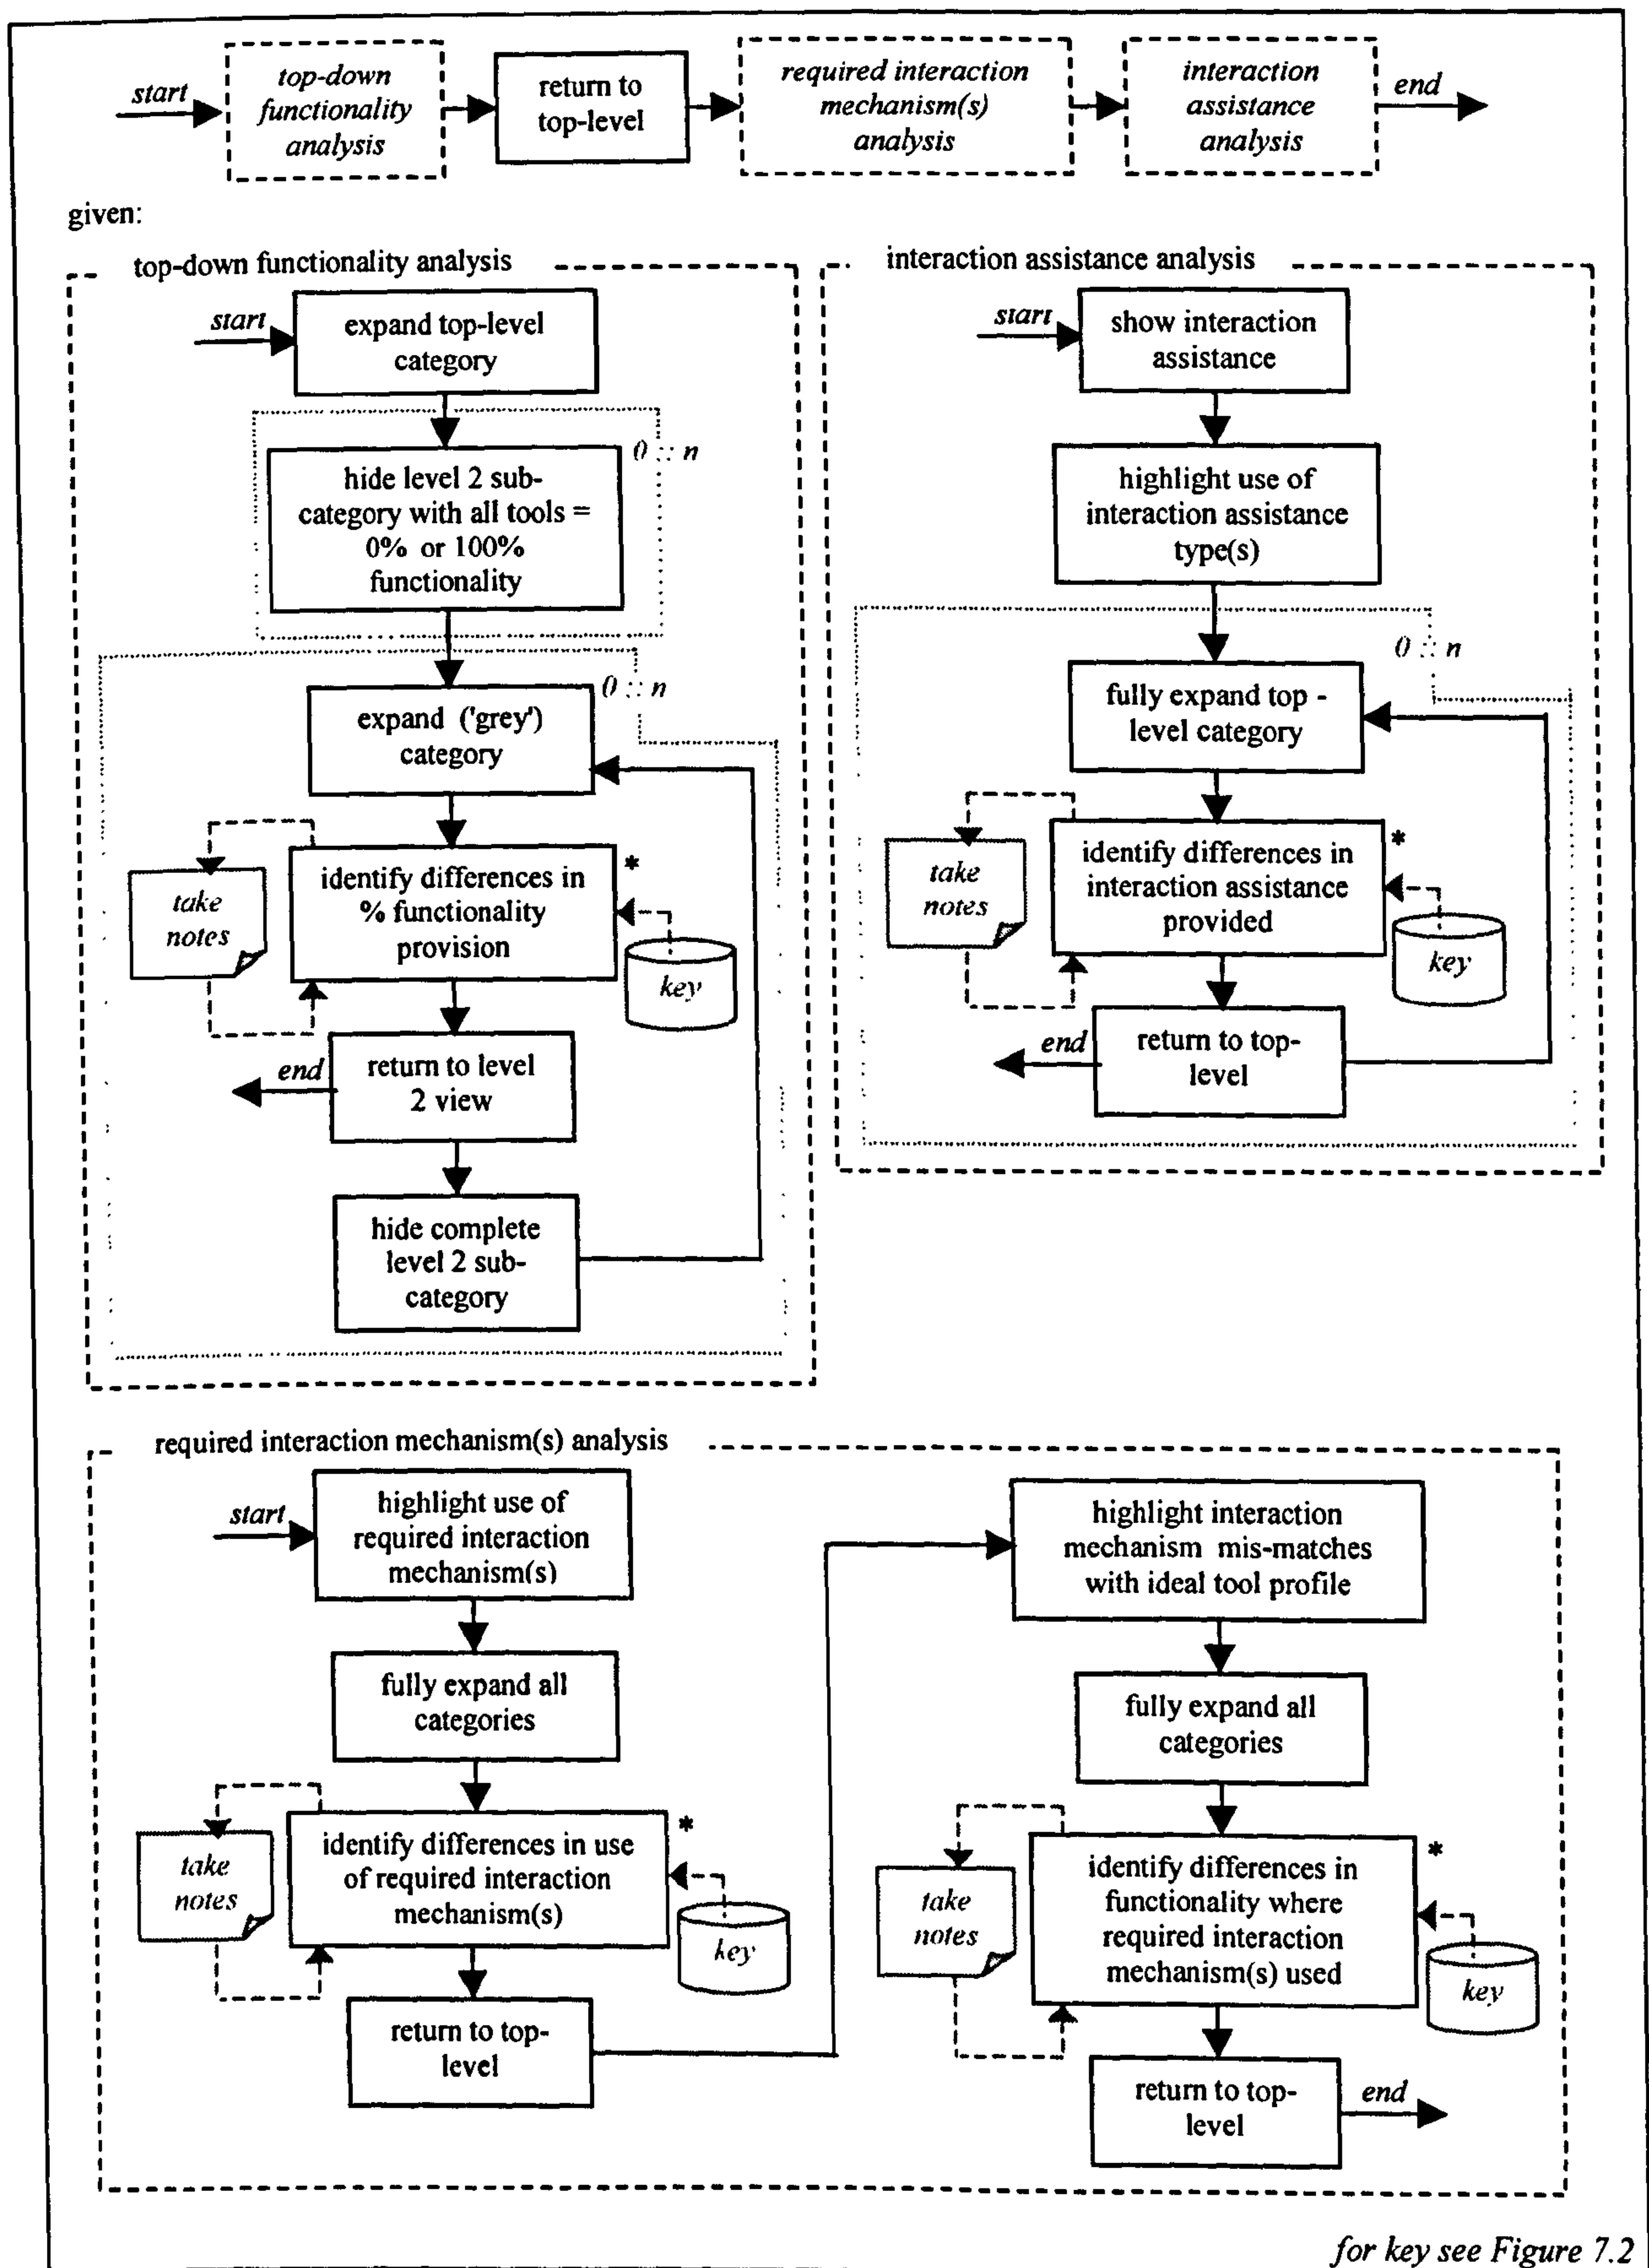 start
top-down
functionality
analysis
return to
top-level
required interaction
mechanism(s)
analysis
interaction
assistance
analysis
end
given:
top-down functionality analysis
start
expand top-level
category
0 :: n
hide level 2 sub-
category with all tools =
0% or 100%
functionality
0 :: n
expand ('grey')
category
take
notes
identify differences in
% functionality
provision
*
key
end
return to level
2 view
hide complete
level 2 sub-
category
interaction assistance analysis
start
show interaction
assistance
highlight use of
interaction assistance
type(s)
0 :: n
fully expand top -
level category
take
notes
identify differences in
interaction assistance
provided
*
key
end
return to top-
level
required interaction mechanism(s) analysis
start
highlight use of
required interaction
mechanism(s)
fully expand all
categories
take
notes
identify differences in use
of required interaction
mechanism(s)
*
key
return to top-
level
highlight interaction
mechanism mis-matches
with ideal tool profile
fully expand all
categories
take
notes
identify differences in
functionality where
required interaction
mechanism(s) used
*
key
return to top-
level
end
for key see Figure 7.2